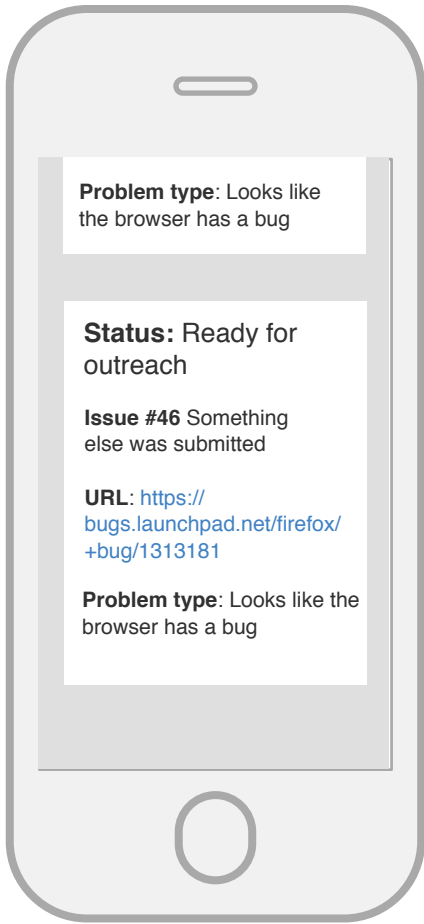 Problem type: Looks like
the browser has a bug
Status: Ready for
outreach
Issue #46 Something
else was submitted
URL: https://
bugs.launchpad.net/firefox/
+bug/1313181
Problem type: Looks like the
browser has a bug